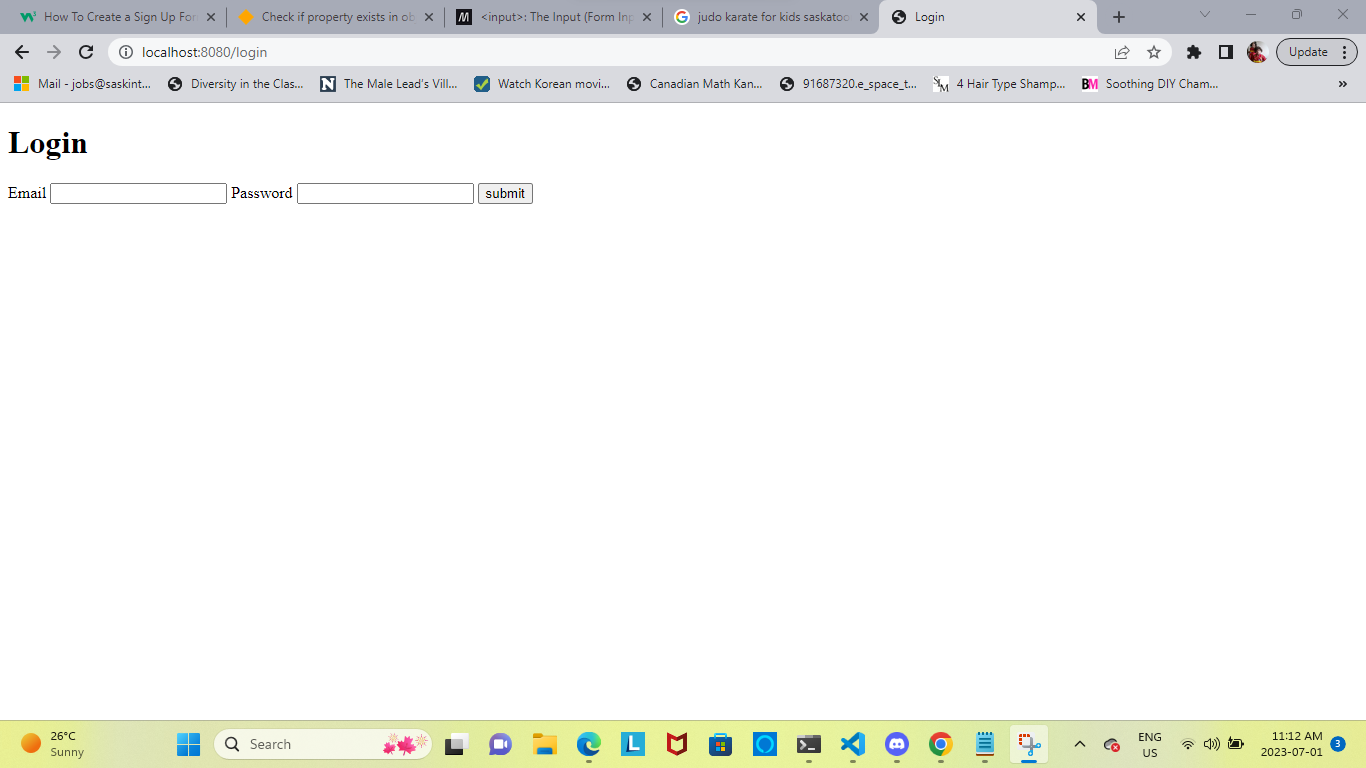 How To Create a Sign Up For
Check if property exists in ob
<input>: The Input (Form Inp
judo karate for kids saskatoo
Login
localhost:8080/login
Update
Mail - jobs@saskint...
Diversity in the Clas...
The Male Lead's Vill...
Watch Korean movi...
Canadian Math Kan...
91687320.e_space_t...
4 Hair Type Shamp...
Soothing DIY Cham...
Login
Email Password submit
26°C
Sunny
Search
ENG
US
11:12 AM
2023-07-01
3